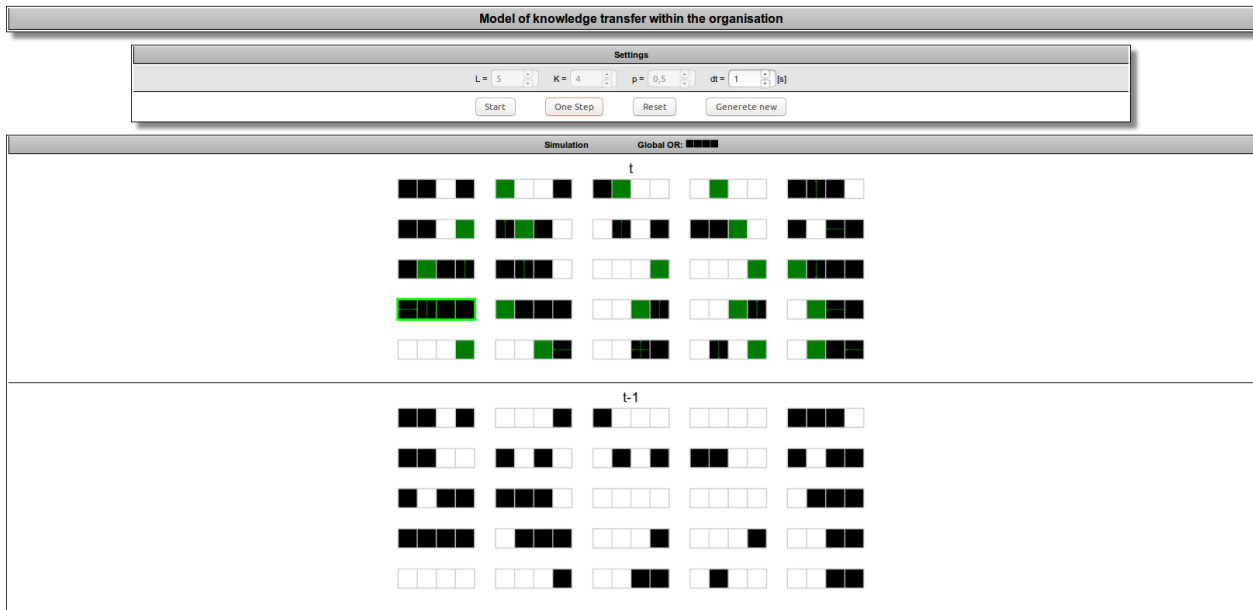 Model of knowledge transfer within the organisation
Settings
L = 5 K = 4 p = 0,5 dt = 1 [s]
Start One Step Reset Generete new
Simulation Global OR:
t
t-1